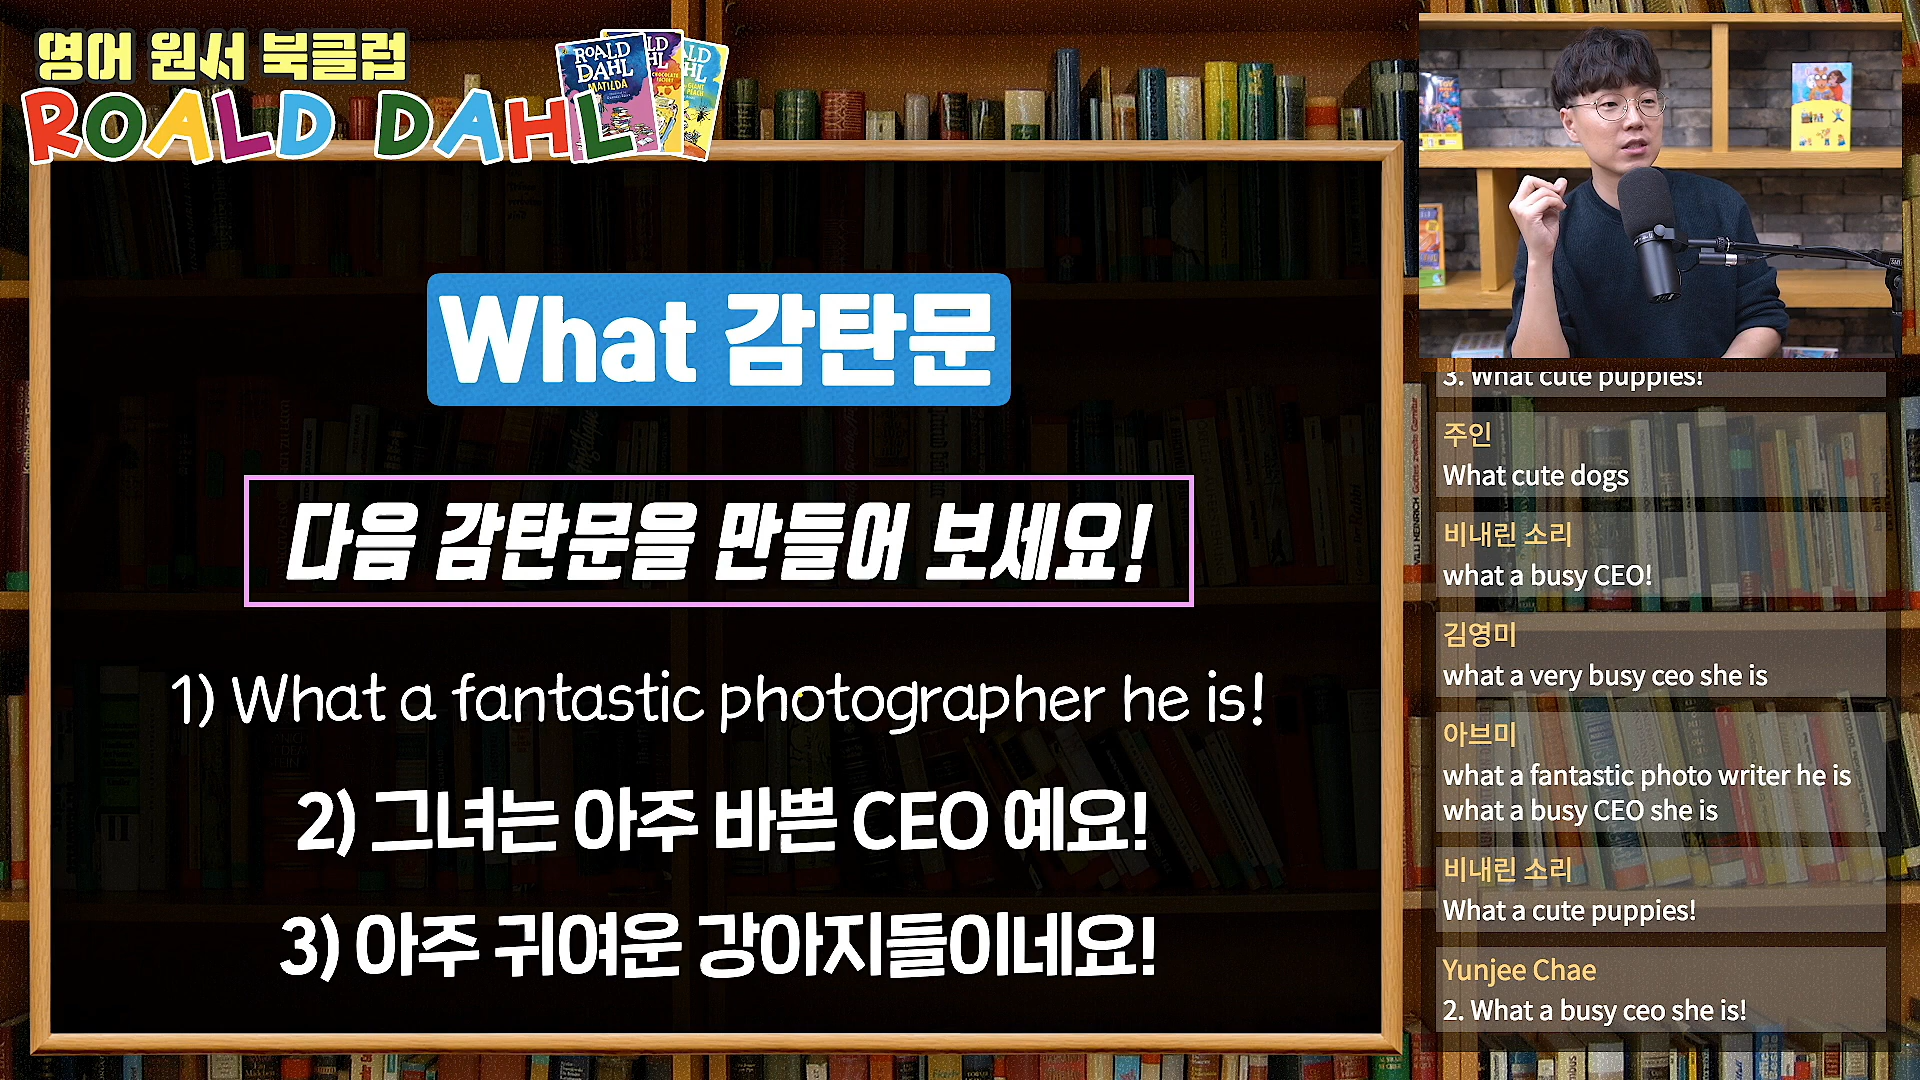 영어 원서 북클럽
ROALD DAHL
ROALD
DAHL
MATILDA
What 감탄문
다음 감탄문을 만들어 보세요!
1) What a fantastic photographer he is!
2) 그녀는 아주 바쁜 CEO 예요!
3) 아주 귀여운 강아지들이네요!
3. What cute puppies!
주인
What cute dogs
비내린 소리
what a busy CEO!
김영미
what a very busy ceo she is
아브미
what a fantastic photo writer he is
what a busy CEO she is
비내린 소리
What a cute puppies!
Yunjee Chae
2. What a busy ceo she is!